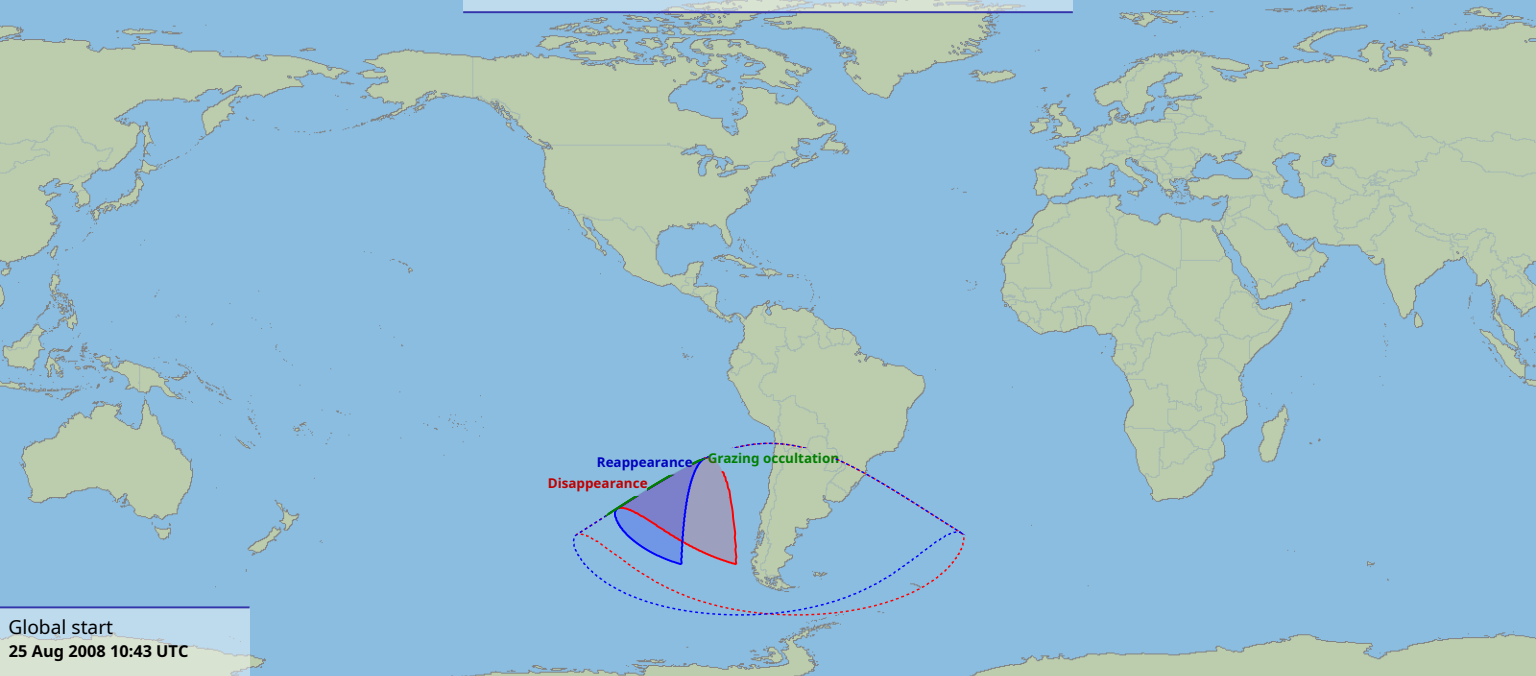 Reappearance
Grazing occultation
Disappearance
Global start
25 Aug 2008 10:43 UTC